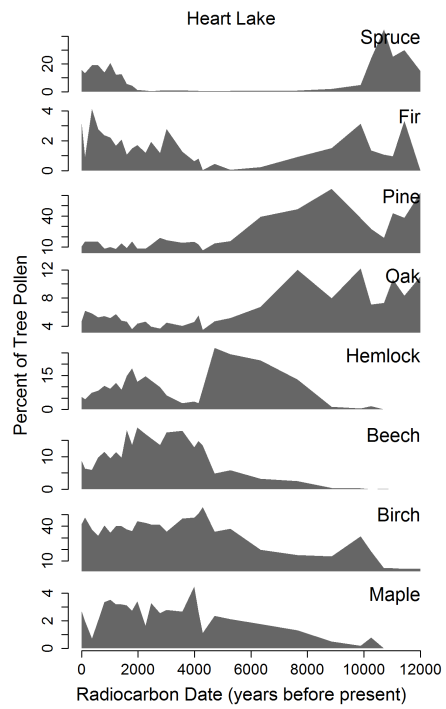 Heart Lake
Spruce
20
0
Fir
4
2
0
Pine
40
10
Oak
12
8
4
Percent of Tree Pollen
Hemlock
15
0
Beech
10
0
Birch
40
10
Maple
4
2
0
0 2000 4000 6000 8000 10000 12000
Radiocarbon Date (years before present)